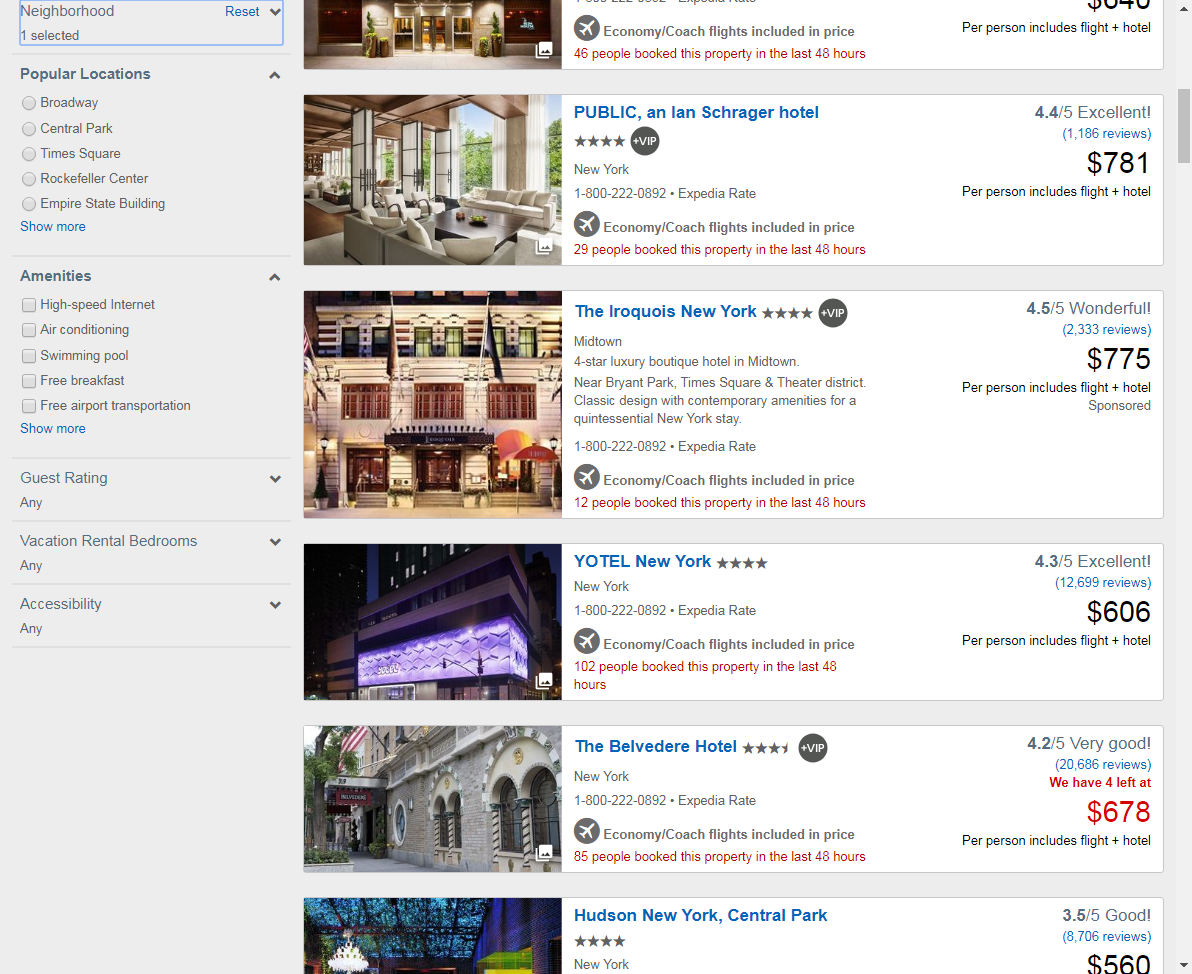 Neighborhood Reset
1 selected
Popular Locations
Broadway
Central Park
Times Square
Rockefeller Center
Empire State Building
Show more
Amenities
High-speed Internet
Air conditioning
Swimming pool
Free breakfast
Free airport transportation
Show more
Guest Rating
Any
Vacation Rental Bedrooms
Any
Accessibility
Any
Economy/Coach flights included in price
46 people booked this property in the last 48 hours
$640
Per person includes flight + hotel
PUBLIC, an Ian Schrager hotel
+VIP
New York
1-800-222-0892 • Expedia Rate
Economy/Coach flights included in price
29 people booked this property in the last 48 hours
4.4/5 Excellent!
(1,186 reviews)
$781
Per person includes flight + hotel
IROQUOIS
The Iroquois New York +VIP
Midtown
4-star luxury boutique hotel in Midtown.
Near Bryant Park, Times Square & Theater district.
Classic design with contemporary amenities for a
quintessential New York stay.
1-800-222-0892 • Expedia Rate
Economy/Coach flights included in price
12 people booked this property in the last 48 hours
4.5/5 Wonderful!
(2,333 reviews)
$775
Per person includes flight + hotel
Sponsored
YOTEL
YOTEL New York
New York
1-800-222-0892 • Expedia Rate
Economy/Coach flights included in price
102 people booked this property in the last 48
hours
4.3/5 Excellent!
(12,699 reviews)
$606
Per person includes flight + hotel
319
BELVEDERE
The Belvedere Hotel +VIP
New York
1-800-222-0892 • Expedia Rate
Economy/Coach flights included in price
85 people booked this property in the last 48 hours
4.2/5 Very good!
(20,686 reviews)
We have 4 left at
$678
Per person includes flight + hotel
Hudson New York, Central Park
New York
3.5/5 Good!
(8,706 reviews)
$560